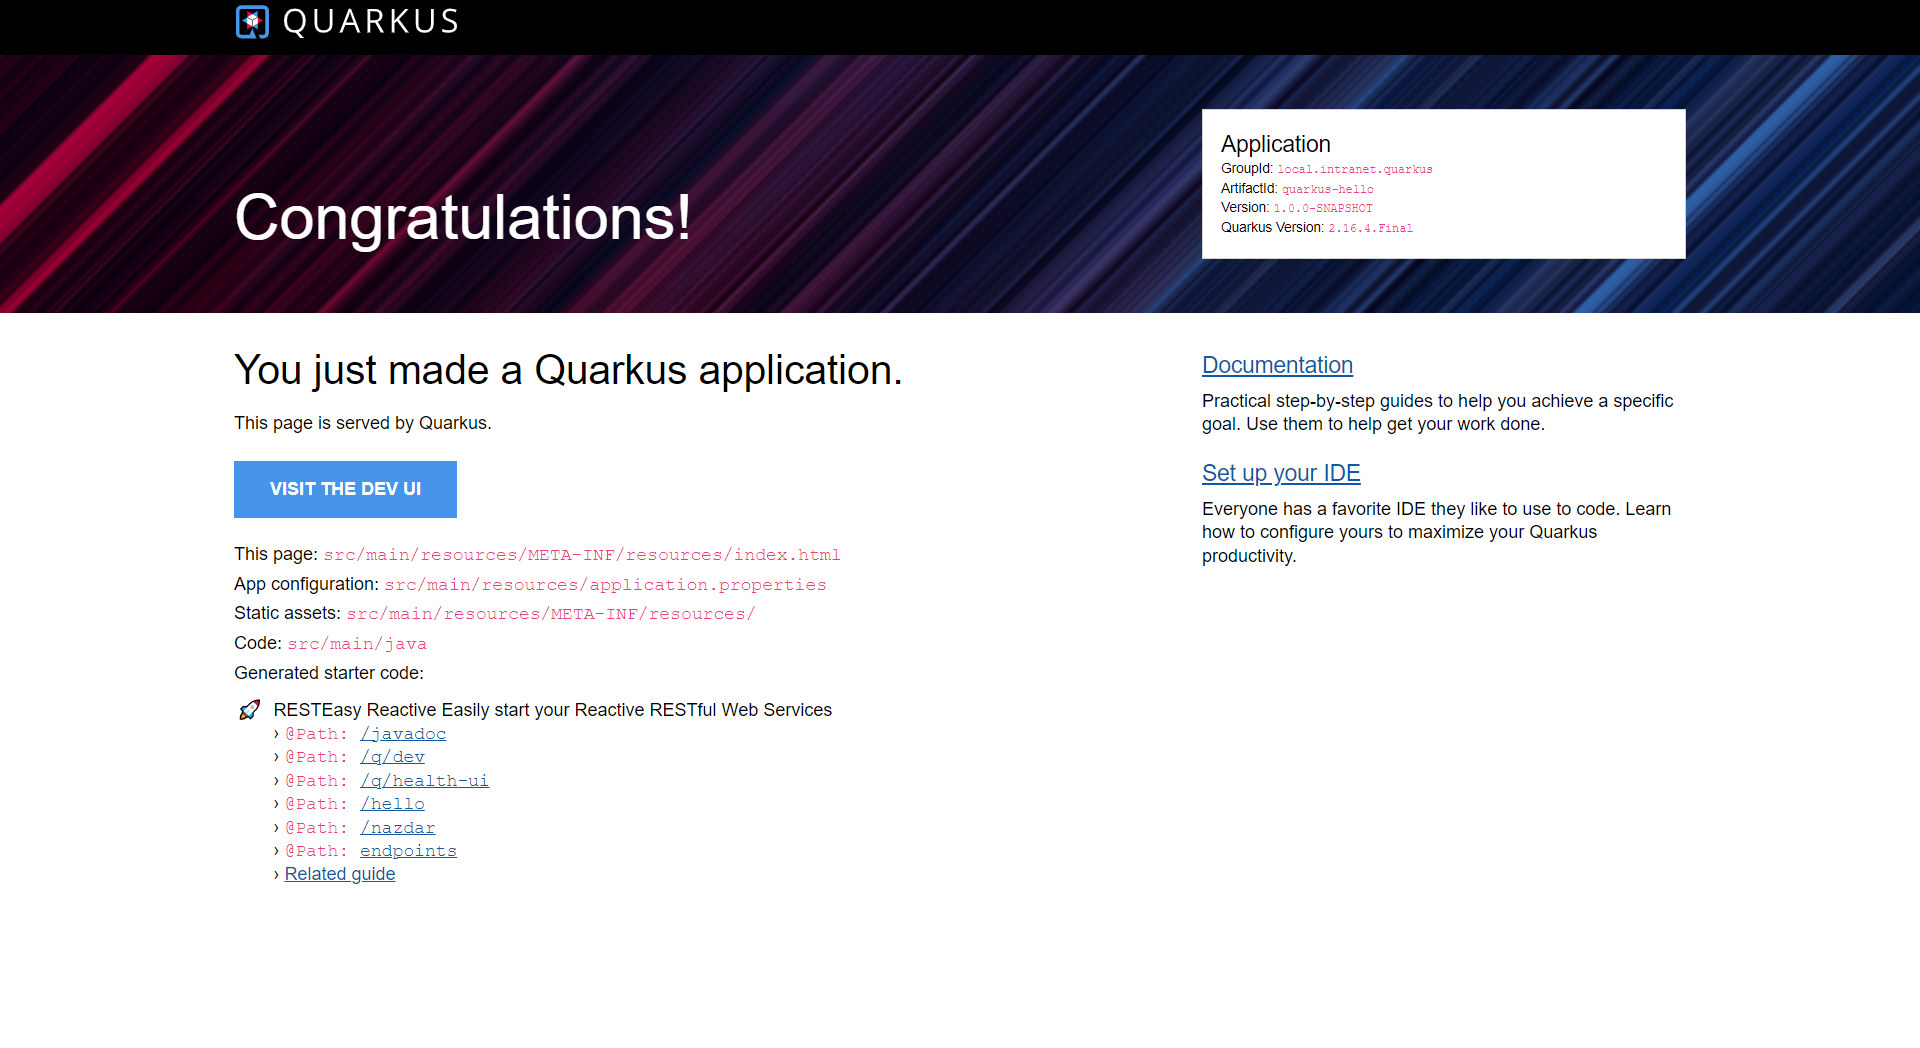 QUARKUS
Congratulations!
Application
GroupId: local.intranet.quarkus
ArtifactId: quarkus-hello
Version: 1.0.0-SNAPSHOT
Quarkus Version: 2.16.4.Final
You just made a Quarkus application.
This page is served by Quarkus.
VISIT THE DEV UI
This page: src/main/resources/META-INF/resources/index.html
App configuration: src/main/resources/application.properties
Static assets: src/main/resources/META-INF/resources/
Code: src/main/java
Generated starter code:
🚀 RESTEasy Reactive Easily start your Reactive RESTful Web Services
› @Path: /javadoc
› @Path: /q/dev
› @Path: /q/health-ui
› @Path: /hello
› @Path: /nazdar
› @Path: endpoints
› Related guide
Documentation
Practical step-by-step guides to help you achieve a specific
goal. Use them to help get your work done.
Set up your IDE
Everyone has a favorite IDE they like to use to code. Learn
how to configure yours to maximize your Quarkus
productivity.